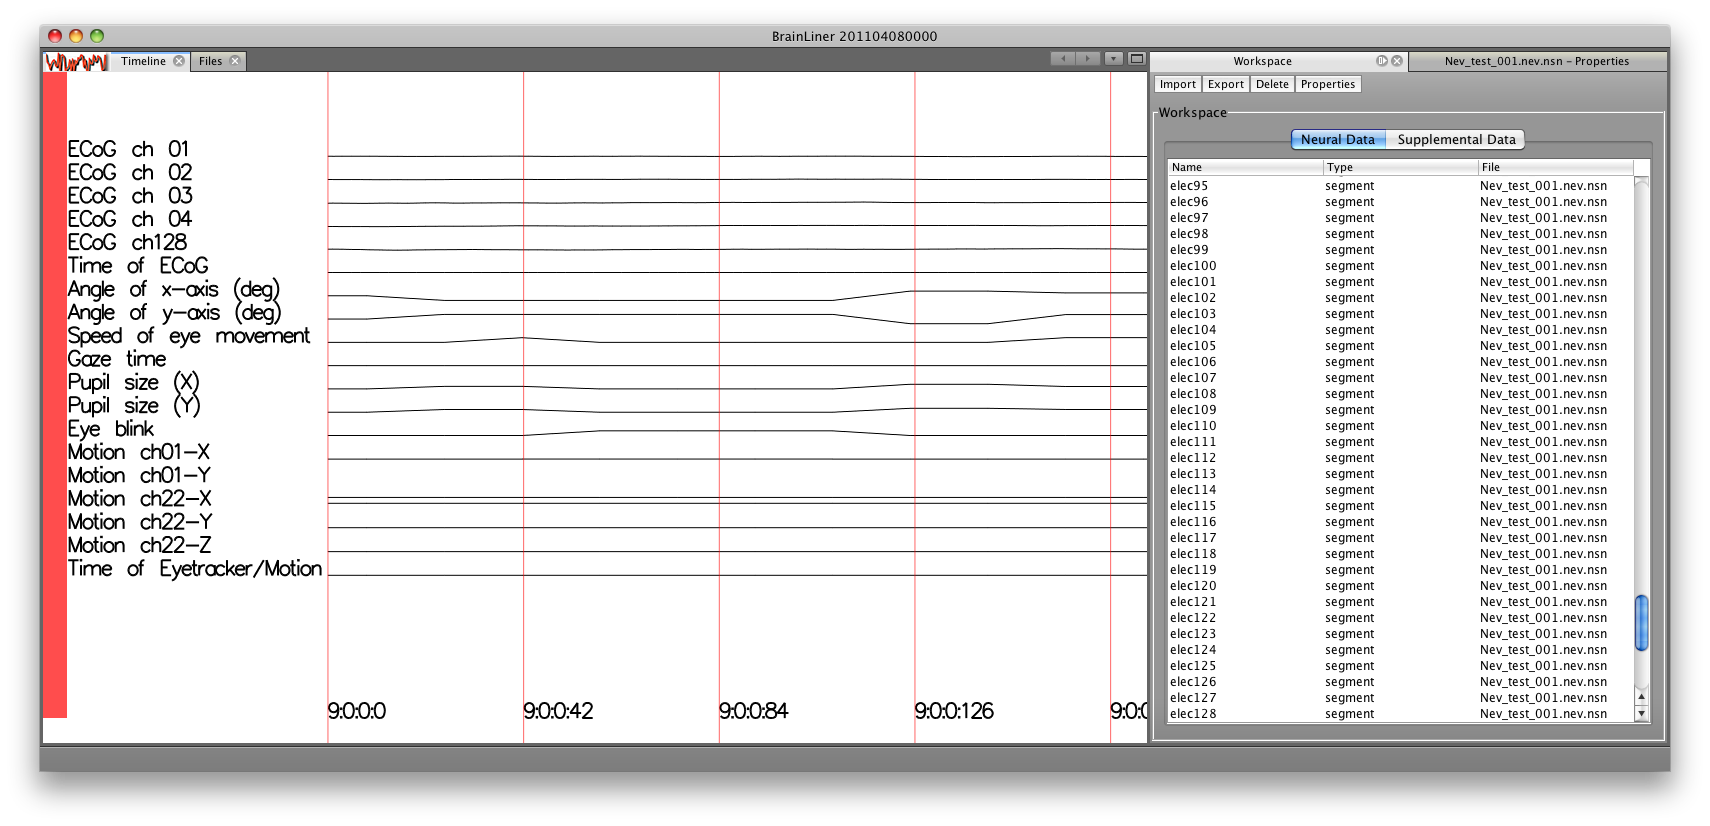 BrainLiner 201104080000
Timeline Files
Workspace Nev_test_001.nev.nsn - Properties
Import Export Delete Properties
Workspace
Neural Data Supplemental Data
ECoG ch 01
ECoG ch 02
ECoG ch 03
ECoG ch 04
ECoG ch128
Time of ECoG
Angle of x-axis (deg)
Angle of y-axis (deg)
Speed of eye movement
Gaze time
Pupil size (X)
Pupil size (Y)
Eye blink
Motion ch01-X
Motion ch01-Y
Motion ch22-X
Motion ch22-Y
Motion ch22-Z
Time of Eyetracker/Motion
9:0:0:0 9:0:0:42 9:0:0:84 9:0:0:126
Name Type File
elec95 segment Nev_test_001.nev.nsn
elec96 segment Nev_test_001.nev.nsn
elec97 segment Nev_test_001.nev.nsn
elec98 segment Nev_test_001.nev.nsn
elec99 segment Nev_test_001.nev.nsn
elec100 segment Nev_test_001.nev.nsn
elec101 segment Nev_test_001.nev.nsn
elec102 segment Nev_test_001.nev.nsn
elec103 segment Nev_test_001.nev.nsn
elec104 segment Nev_test_001.nev.nsn
elec105 segment Nev_test_001.nev.nsn
elec106 segment Nev_test_001.nev.nsn
elec107 segment Nev_test_001.nev.nsn
elec108 segment Nev_test_001.nev.nsn
elec109 segment Nev_test_001.nev.nsn
elec110 segment Nev_test_001.nev.nsn
elec111 segment Nev_test_001.nev.nsn
elec112 segment Nev_test_001.nev.nsn
elec113 segment Nev_test_001.nev.nsn
elec114 segment Nev_test_001.nev.nsn
elec115 segment Nev_test_001.nev.nsn
elec116 segment Nev_test_001.nev.nsn
elec117 segment Nev_test_001.nev.nsn
elec118 segment Nev_test_001.nev.nsn
elec119 segment Nev_test_001.nev.nsn
elec120 segment Nev_test_001.nev.nsn
elec121 segment Nev_test_001.nev.nsn
elec122 segment Nev_test_001.nev.nsn
elec123 segment Nev_test_001.nev.nsn
elec124 segment Nev_test_001.nev.nsn
elec125 segment Nev_test_001.nev.nsn
elec126 segment Nev_test_001.nev.nsn
elec127 segment Nev_test_001.nev.nsn
elec128 segment Nev_test_001.nev.nsn